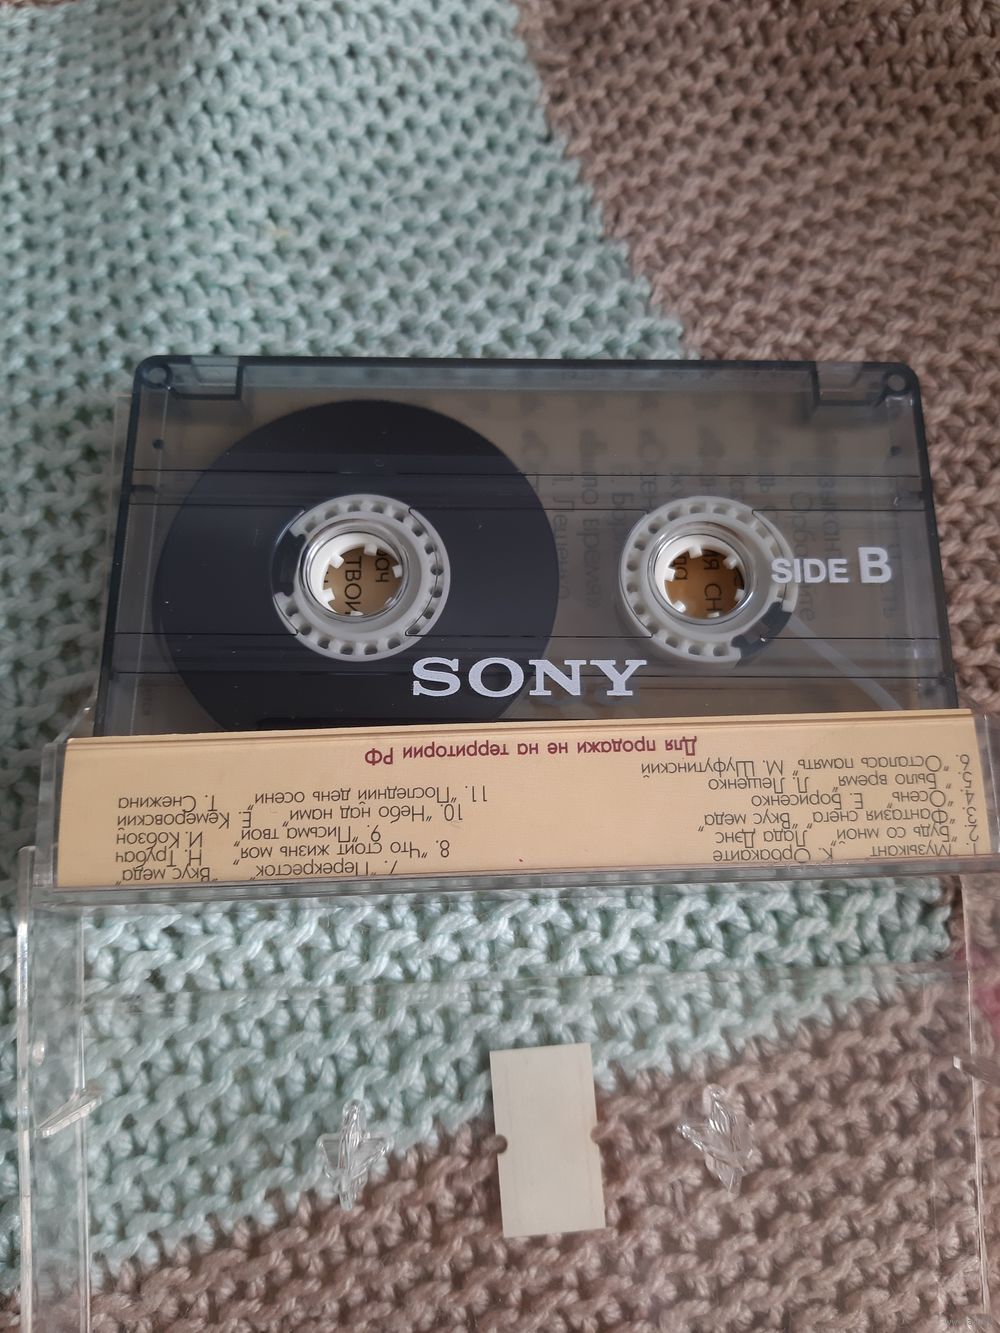 SIDE B
SONY
ач
ТВОИ
1. "Музыкант" К. Орбакайте
2. "Будь со мной" Лада Дэнс
3. "Фантазия снега" "Вкус меда"
4. "Осень" Е. Борисенко
5. "Было время" Л. Лещенко
6. "Осталась память" М. Шуфутинский
7. "Перекресток" "Вкус меда"
8. "Что стоит жизнь моя" Н. Трубач
9. "Письма твои" И. Кобзон
10. "Небо над нами" Е. Кемеровский
11. "Последний день осени" Т. Снежина
Для продажи не на территории РФ